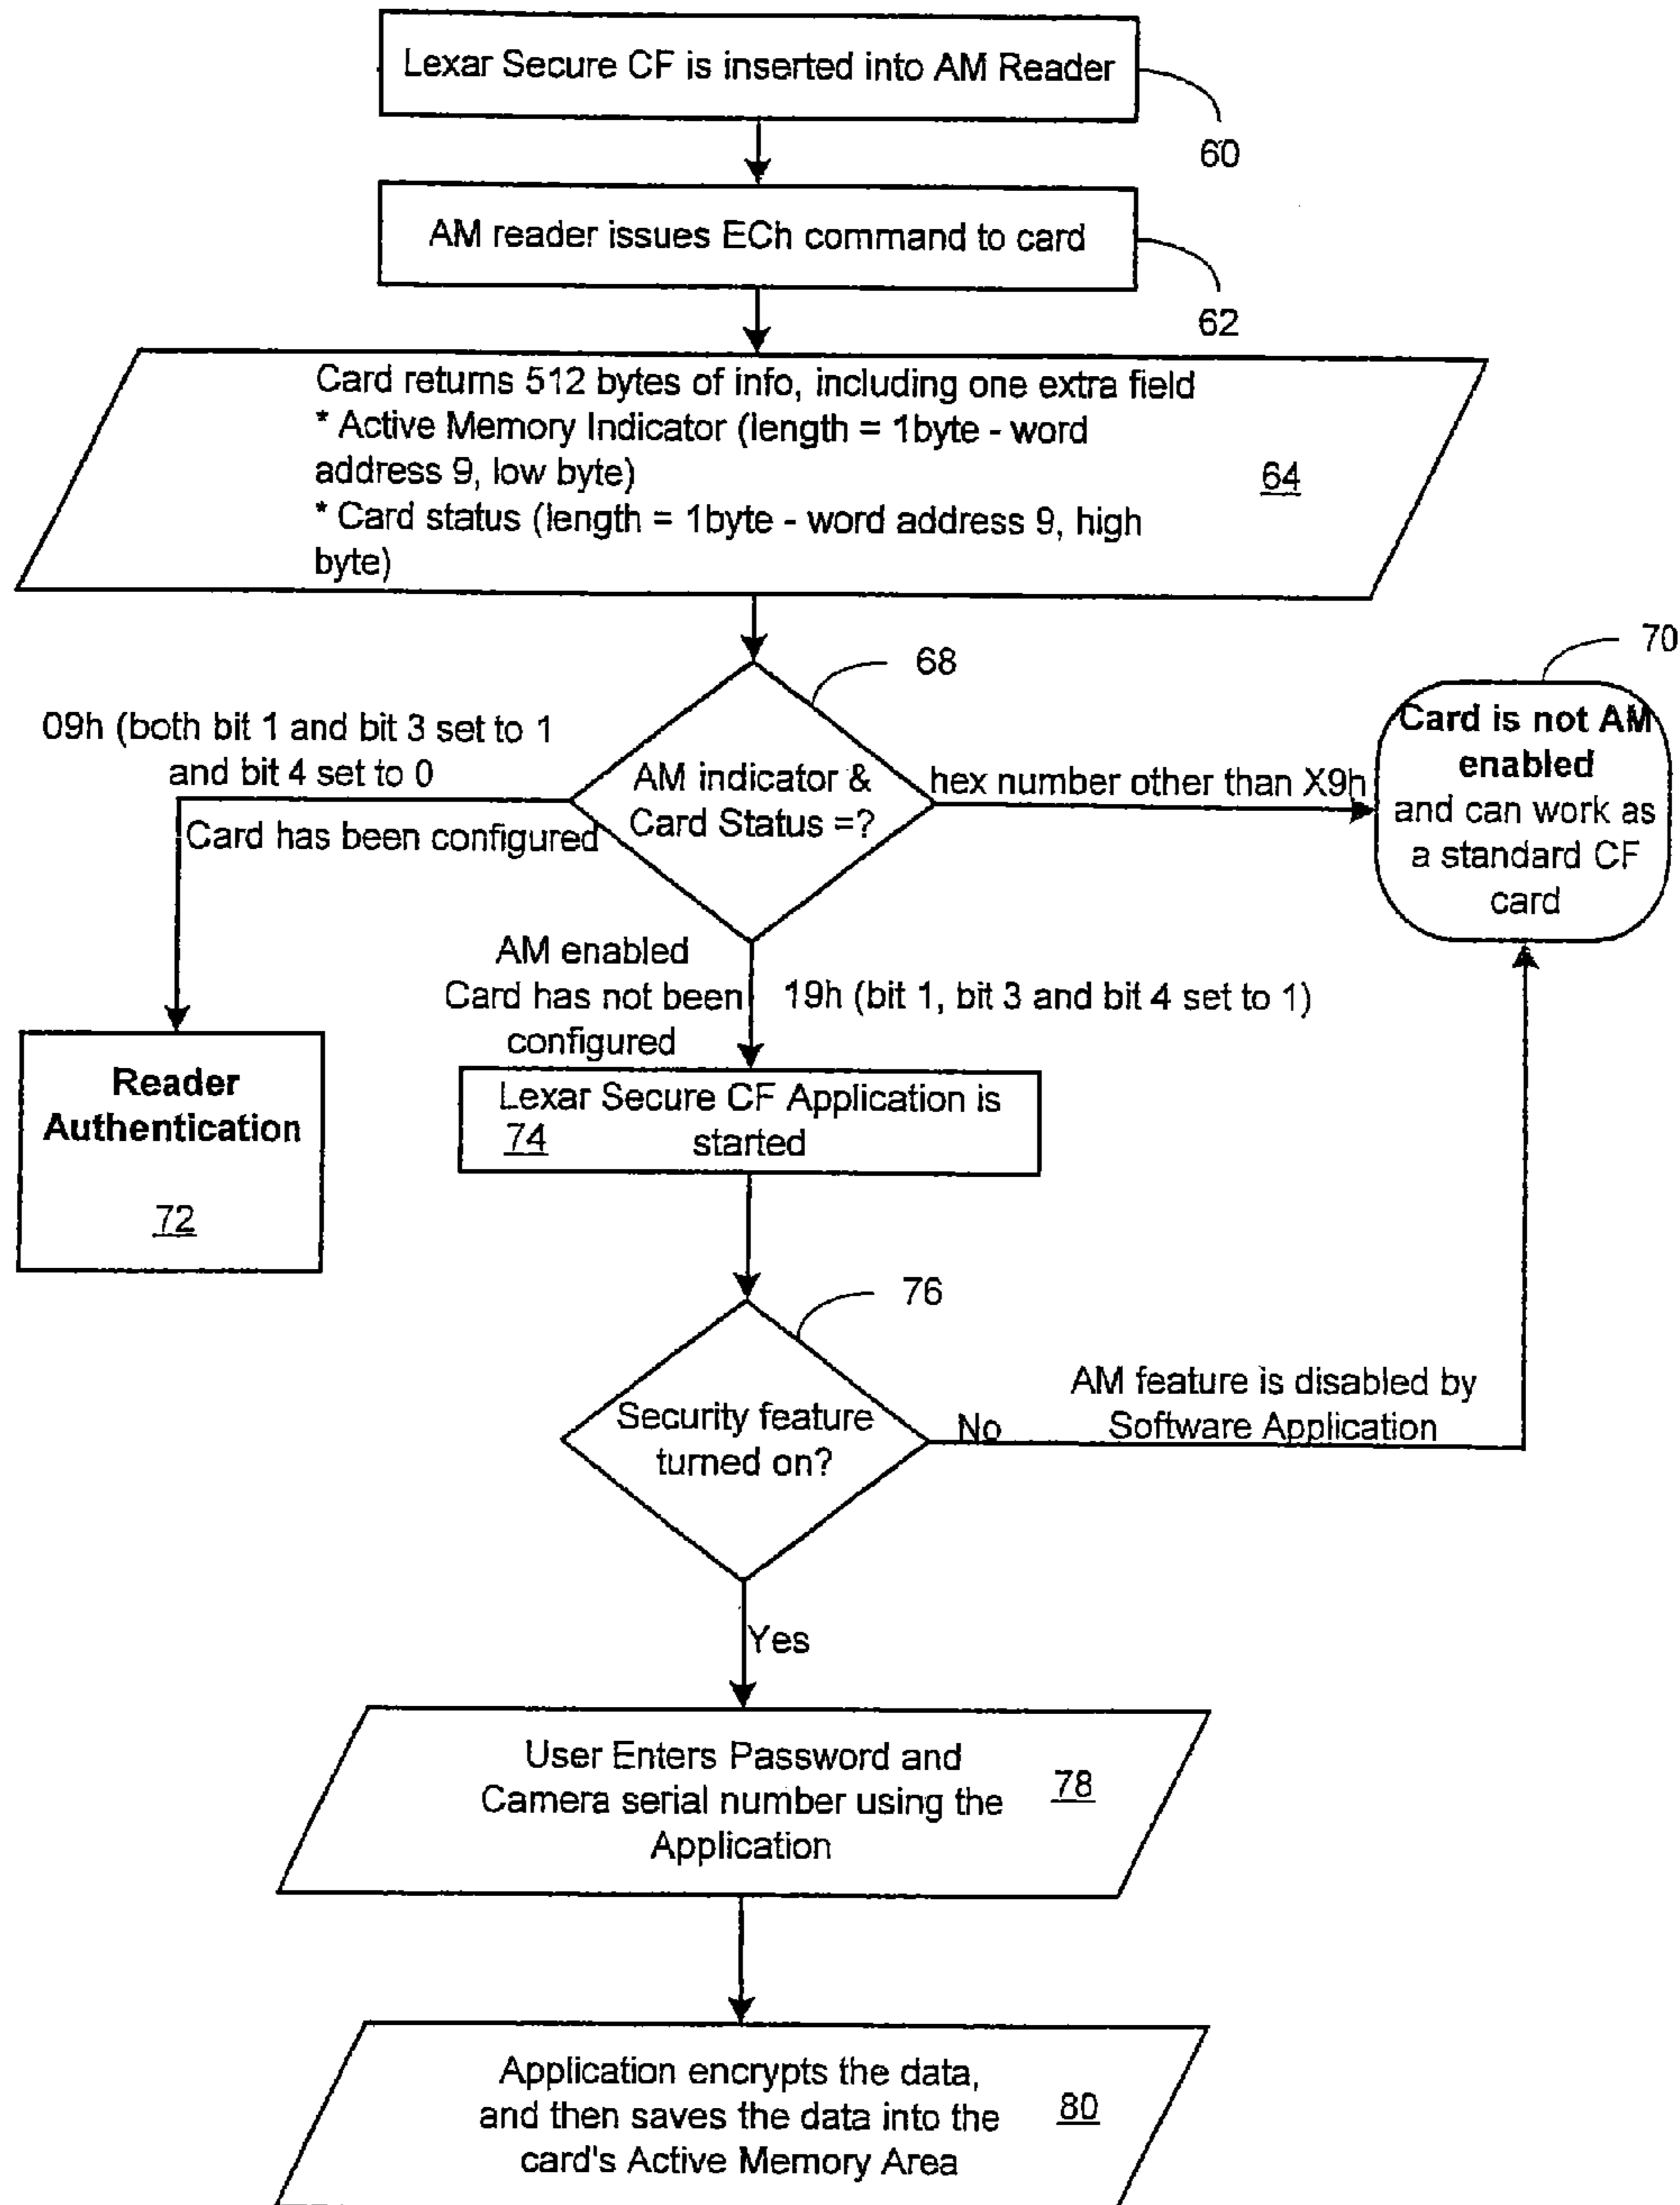 Lexar Secure CF is inserted into AM Reader
60
AM reader issues ECh command to card
62
Card returns 512 bytes of info, including one extra field
* Active Memory Indicator (length = 1byte - word
address 9, low byte)
* Card status (length = 1byte - word address 9, high
byte)
64
68
70
09h (both bit 1 and bit 3 set to 1
and bit 4 set to 0
Card has been configured
AM indicator &
Card Status =?
hex number other than X9h
Card is not AM
enabled
and can work as
a standard CF
card
AM enabled
Card has not been
configured
19h (bit 1, bit 3 and bit 4 set to 1)
Reader
Authentication
72
Lexar Secure CF Application is
74 started
76
Security feature
turned on?
No
AM feature is disabled by
Software Application
Yes
User Enters Password and
Camera serial number using the
Application
78
Application encrypts the data,
and then saves the data into the
card's Active Memory Area
80